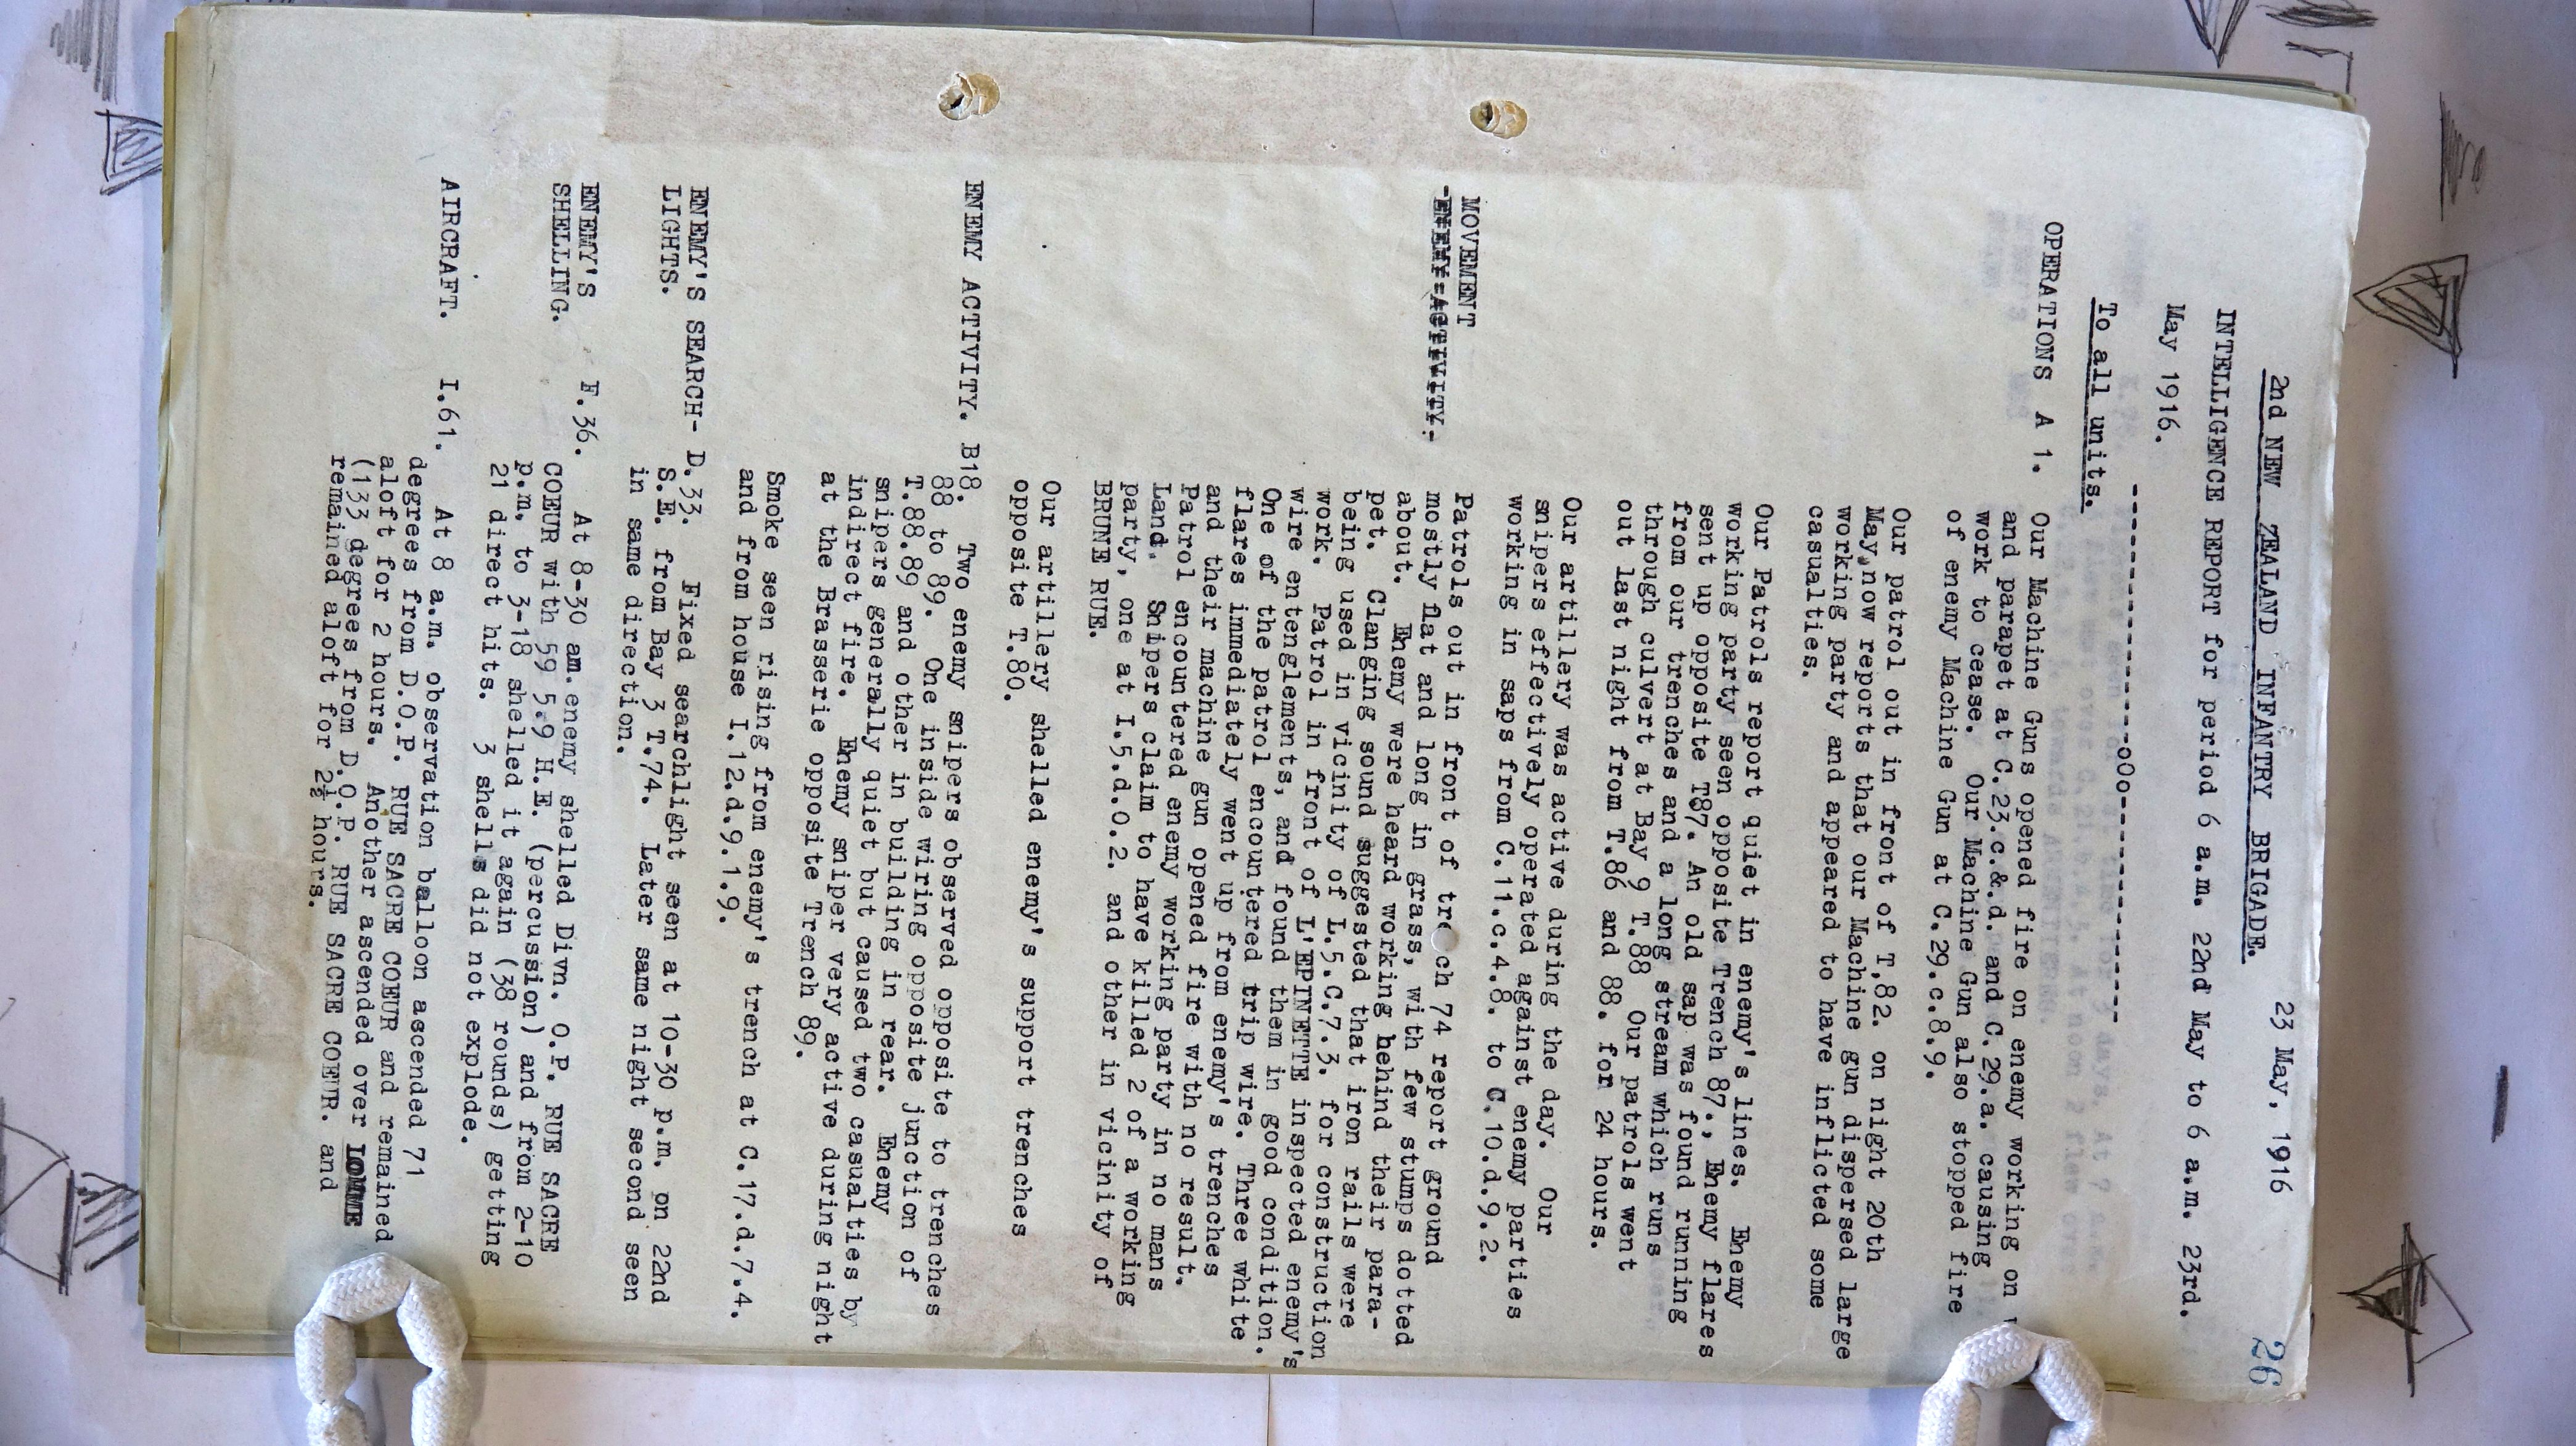 23 May, 1916
26
2nd NEW ZEALAND INFANTRY BRIGADE.
INTELLIGENCE REPORT for period 6 a.m. 22nd May to 6 a.m. 23rd.
May 1916.
---------------------o0o------------------
To all units.
OPERATIONS A 1. Our Machine Guns opened fire on enemy working on
and parapet at C.23.c.&.d. and C.29.a. causing
work to cease. Our Machine Gun also stopped fire
of enemy Machine Gun at C.29.c.8.9.
Our patrol out in front of T,82. on night 20th
May, now reports that our Machine gun dispersed large
working party and appeared to have inflicted some
casualties.
Our Patrols report quiet in enemy's lines. Enemy
working party seen opposite Trench 87., Enemy flares
sent up opposite T87. An old sap was found running
from our trenches and a long stream which runs
through culvert at Bay 9 T.88 Our patrols went
out last night from T.86 and 88. for 24 hours.
Our artillery was active during the day. Our
snipers effectively operated against enemy parties
working in saps from C.11.c.4.8. to C.10.d.9.2.
MOVEMENT
-ENEMY-ACTIVITY-
Patrols out in front of tre ch 74 report ground
mostly flat and long in grass, with few stumps dotted
about. Enemy were heard working behind their para-
pet. Clanging sound suggested that iron rails were
being used in vicinity of L.5.C.7.3. for construction
work. Patrol in front of L'EPINETTE inspected enemy's
wire entenglements, and found them in good condition.
One of the patrol encountered trip wire. Three white
flares immediately went up from enemy's trenches
and their machine gun opened fire with no result.
Patrol encountered enemy working party in no mans
Land. Snipers claim to have killed 2 of a working
party, one at I.5.d.0.2. and other in vicinity of
BRUNE RUE.
Our artillery shelled enemy's support trenches
opposite T.80.
ENEMY ACTIVITY. B18. Two enemy snipers observed opposite to trenches
88 to 89. One inside wiring opposite junction of
T.88.89 and other in building in rear. Enemy
snipers generally quiet but caused two casualties by
indirect fire. Enemy sniper very active during night
at the Brasserie opposite Trench 89.
Smoke seen rising from enemy's trench at C.17.d.7.4.
and from house I.12.d.9.1.9.
ENEMY'S SEARCH- D.33. Fixed searchlight seen at 10-30 p.m. on 22nd
LIGHTS. S.E. from Bay 3 T.74. Later same night second seen
in same direction.
ENEMY'S F.36. At 8-30 am. enemy shelled Divn. O.P. RUE SACRE
SHELLING. COEUR with 59 5.9 H.E. (percussion) and from 2-10
p.m. to 3-18 shelled it again (38 rounds) getting
21 direct hits. 3 shells did not explode.
AIRCRAFT. I.61. At 8 a.m. observation balloon ascended 71
degrees from D.O.P. RUE SACRE COEUR and remained
aloft for 2 hours. Another ascended over LOMME
(133 degrees from D.O.P. RUE SACRE COEUR. and
remained aloft for 2½ hours.